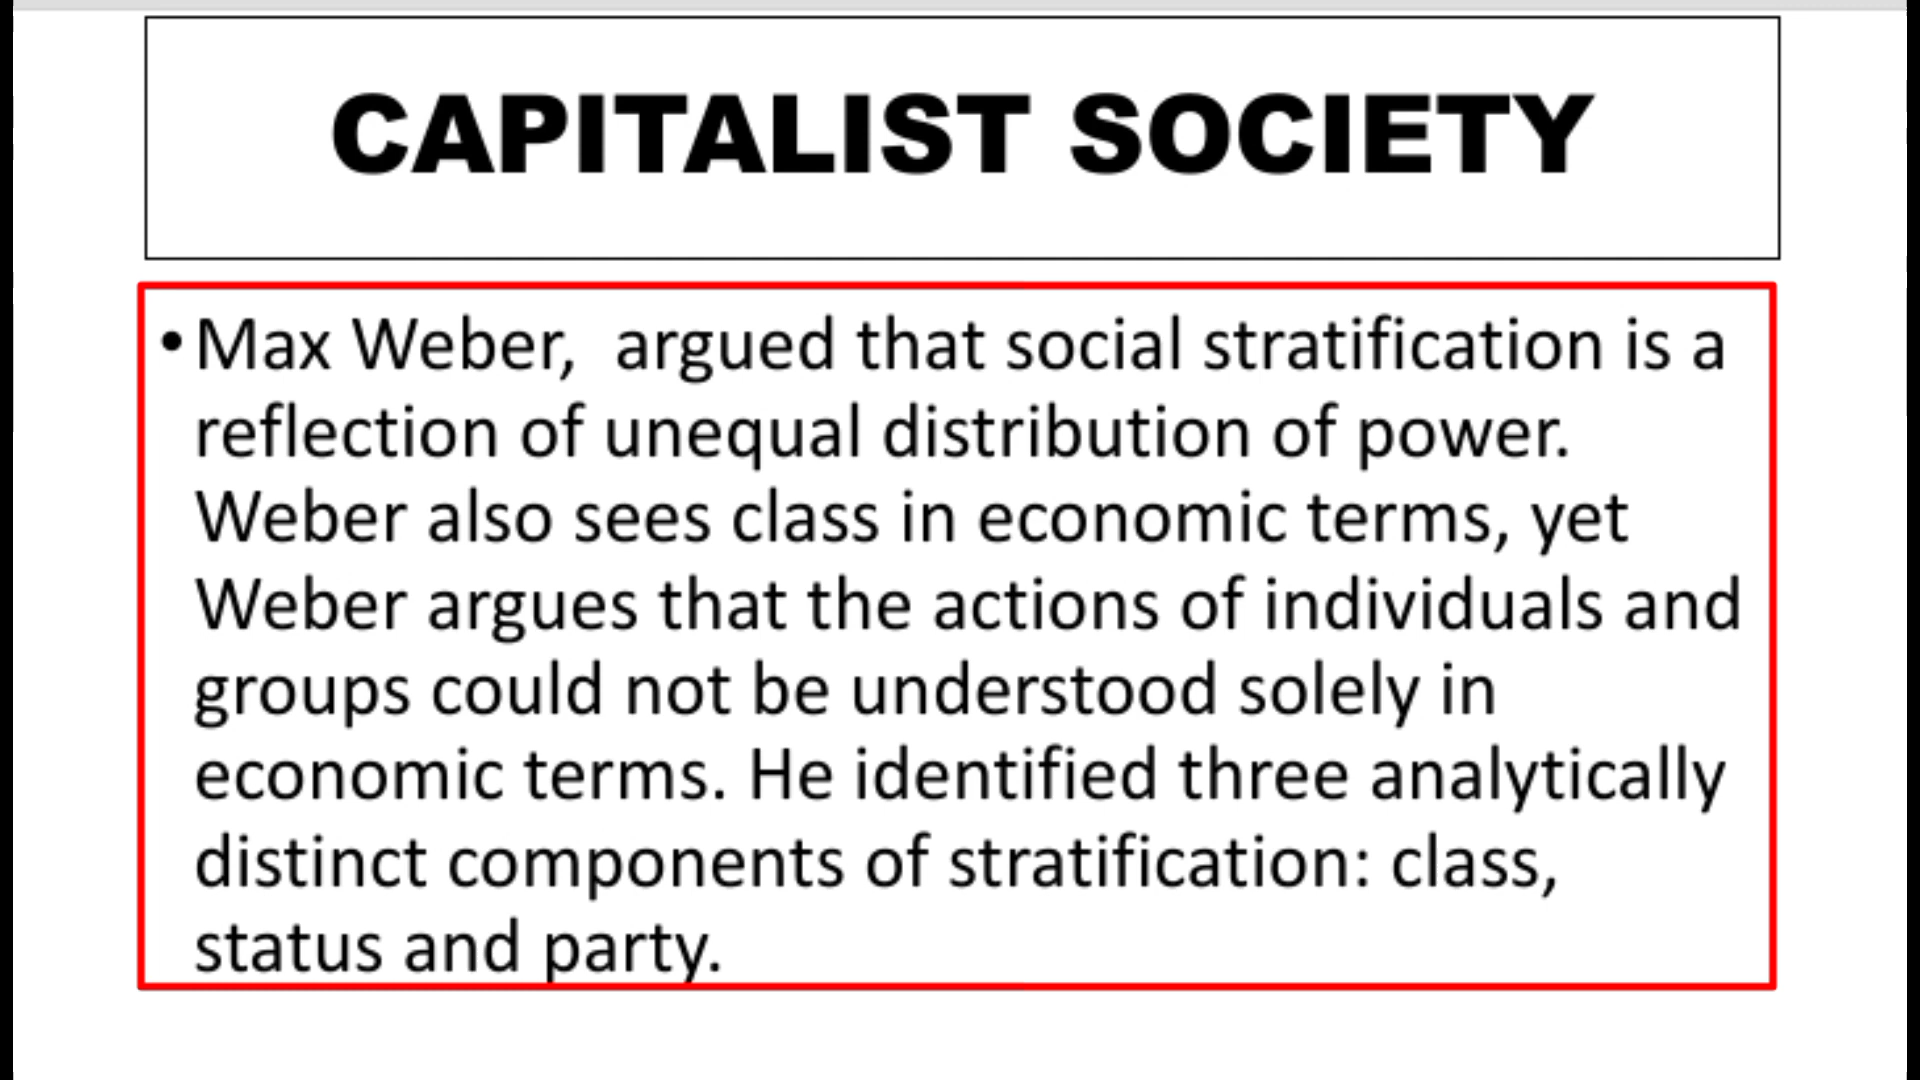 CAPITALIST SOCIETY
• Max Weber,  argued that social stratification is a
reflection of unequal distribution of power.
Weber also sees class in economic terms, yet
Weber argues that the actions of individuals and
groups could not be understood solely in
economic terms. He identified three analytically
distinct components of stratification: class,
status and party.